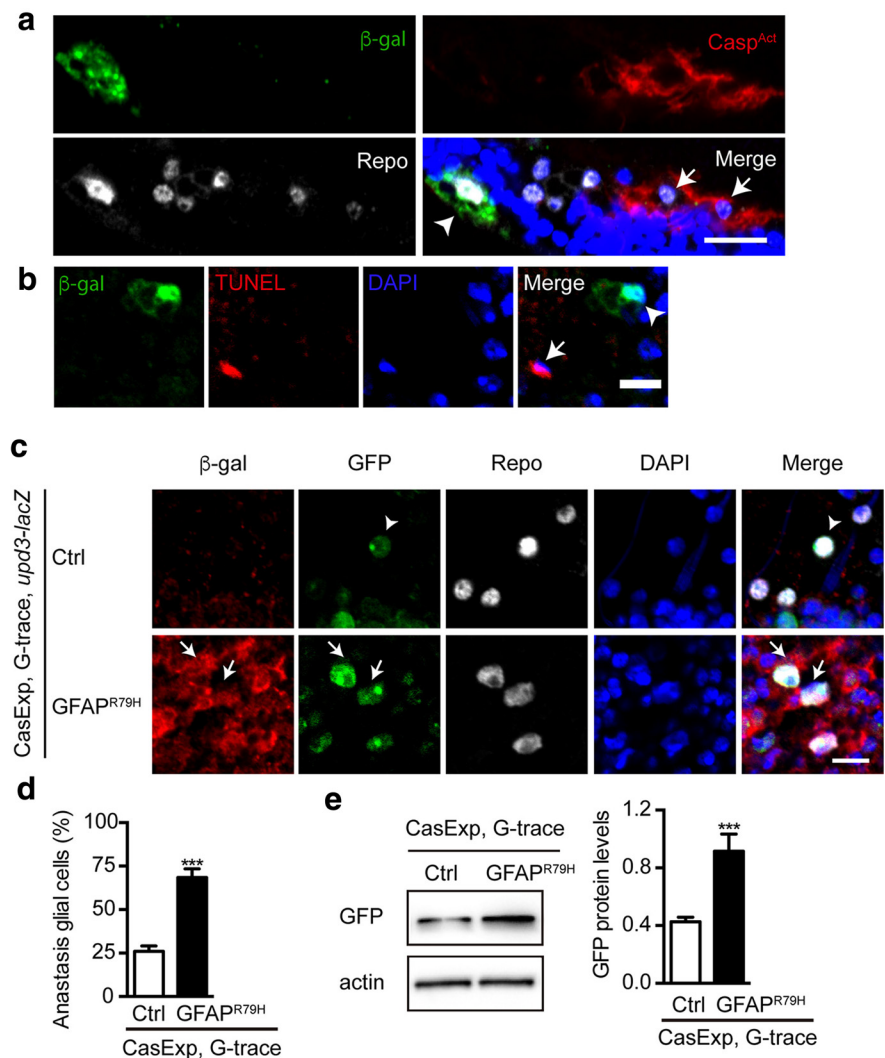 a
β-gal
Casp^Act
Repo
Merge
b
β-gal
TUNEL
DAPI
Merge
c
β-gal GFP Repo DAPI Merge
CasExp, G-trace, upd3-lacZ
Ctrl
GFAP^R79H
d
Anastasis glial cells (%)
100
75
50
25
0
***
Ctrl GFAP^R79H
CasExp, G-trace
e
CasExp, G-trace
Ctrl GFAP^R79H
GFP
actin
GFP protein levels
1.2
0.8
0.4
0.0
***
Ctrl GFAP^R79H
CasExp, G-trace